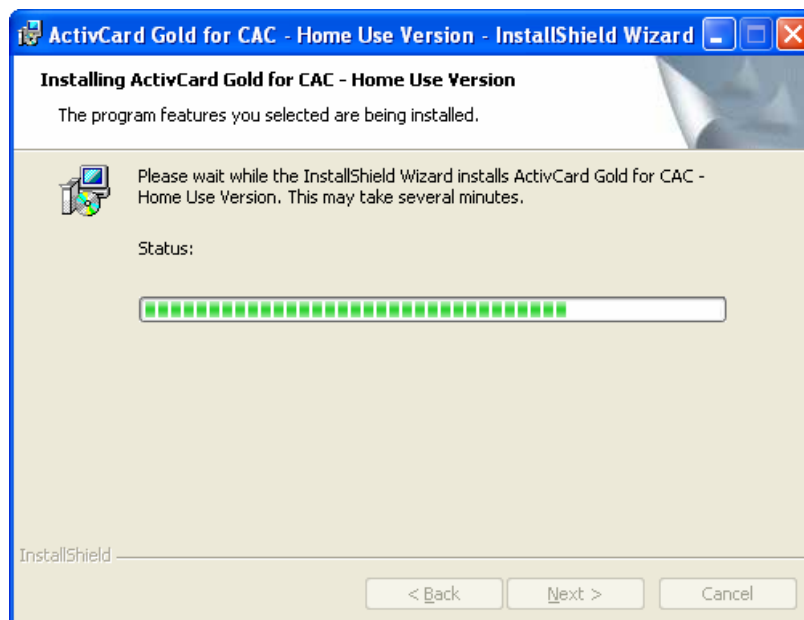 ActivCard Gold for CAC - Home Use Version - InstallShield Wizard
Installing ActivCard Gold for CAC - Home Use Version
The program features you selected are being installed.
Please wait while the InstallShield Wizard installs ActivCard Gold for CAC -
Home Use Version. This may take several minutes.
Status:
InstallShield
< Back
Next >
Cancel